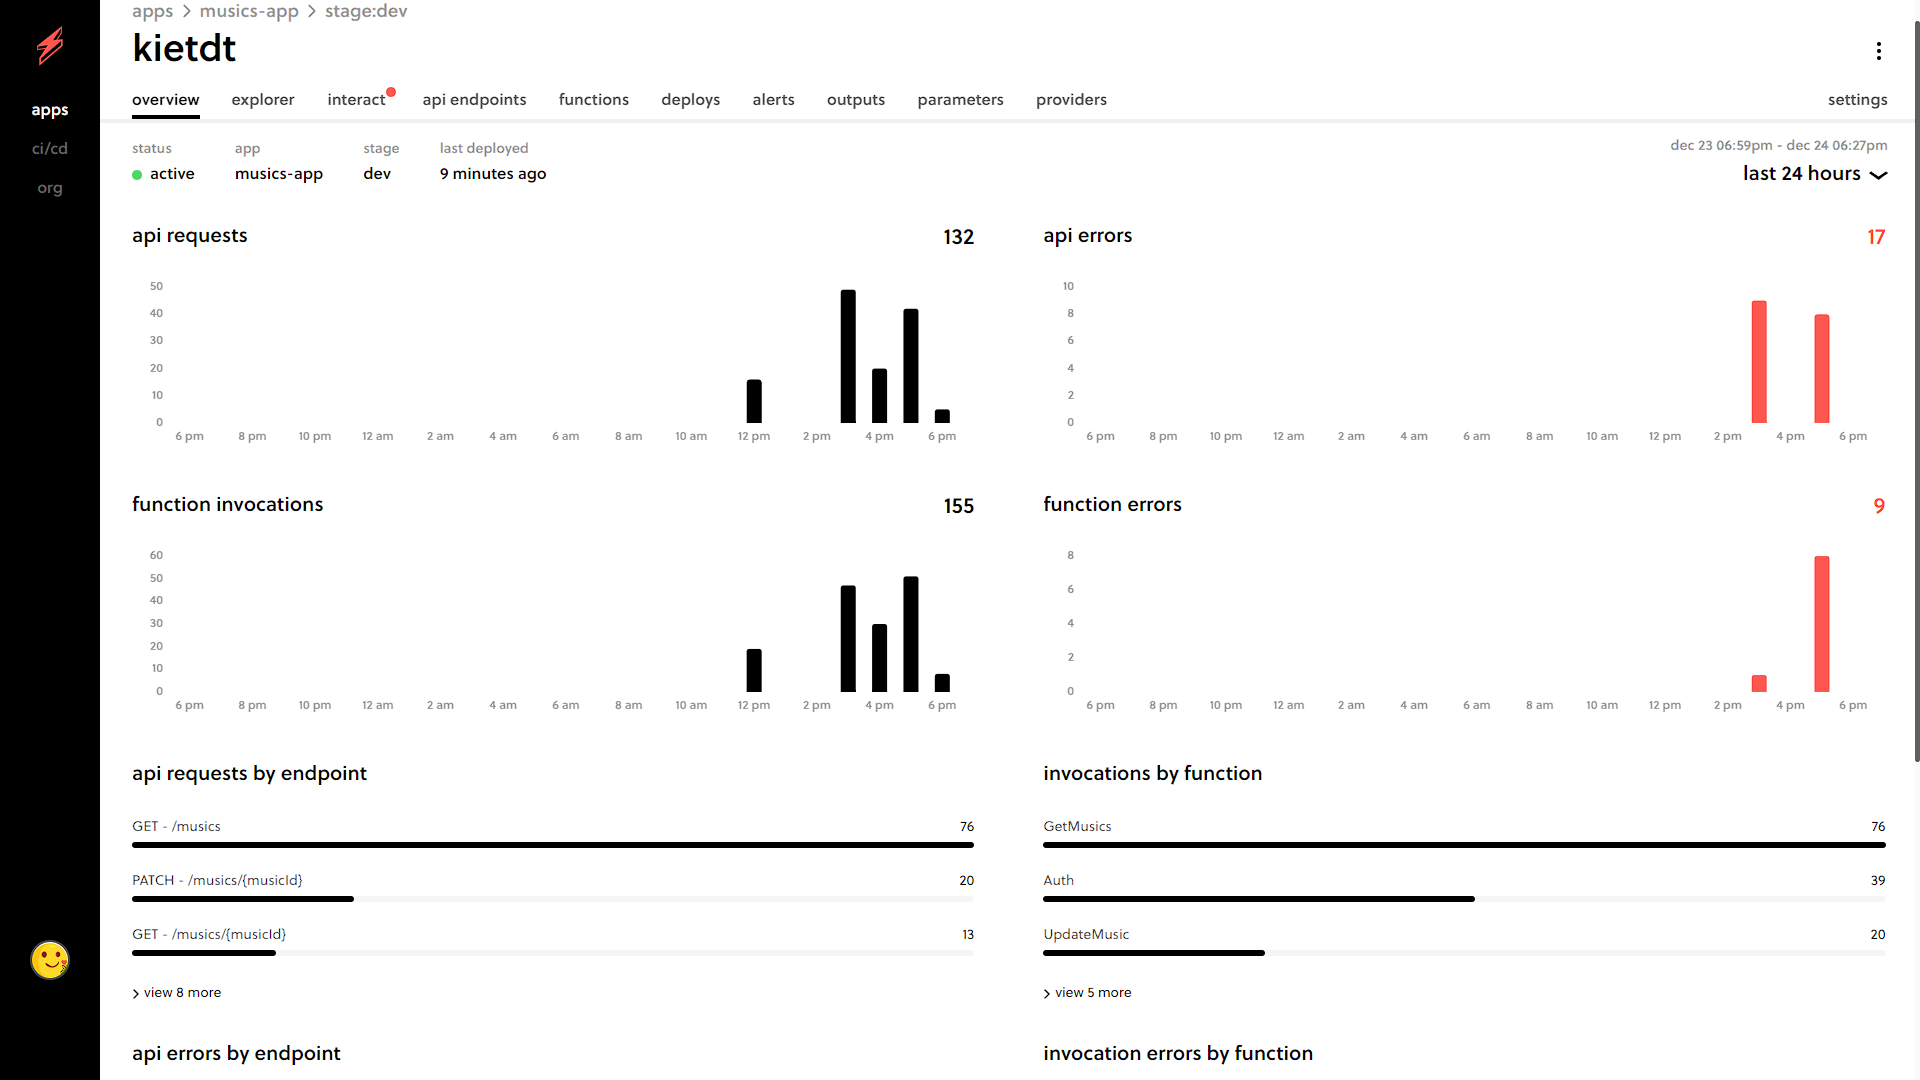 apps > musics-app > stage:dev
kietdt
apps
ci/cd
org
overview explorer interact api endpoints functions deploys alerts outputs parameters providers settings
status app stage last deployed
active musics-app dev 9 minutes ago
dec 23 06:59pm - dec 24 06:27pm
last 24 hours
api requests 132
50
40
30
20
10
0
6 pm 8 pm 10 pm 12 am 2 am 4 am 6 am 8 am 10 am 12 pm 2 pm 4 pm 6 pm
api errors 17
10
8
6
4
2
0
6 pm 8 pm 10 pm 12 am 2 am 4 am 6 am 8 am 10 am 12 pm 2 pm 4 pm 6 pm
function invocations 155
60
50
40
30
20
10
0
6 pm 8 pm 10 pm 12 am 2 am 4 am 6 am 8 am 10 am 12 pm 2 pm 4 pm 6 pm
function errors 9
8
6
4
2
0
6 pm 8 pm 10 pm 12 am 2 am 4 am 6 am 8 am 10 am 12 pm 2 pm 4 pm 6 pm
api requests by endpoint
GET - /musics 76
PATCH - /musics/{musicId} 20
GET - /musics/{musicId} 13
> view 8 more
invocations by function
GetMusics 76
Auth 39
UpdateMusic 20
> view 5 more
api errors by endpoint
invocation errors by function